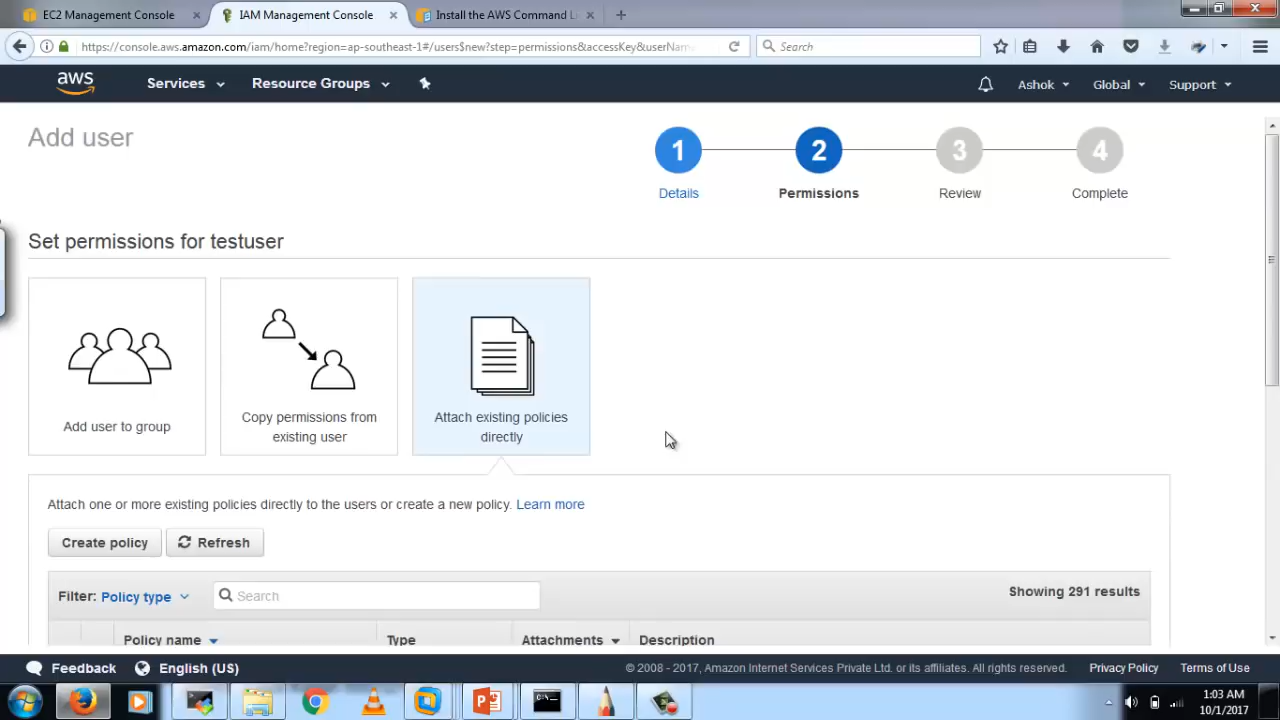 EC2 Management Console
IAM Management Console
Install the AWS Command Li
https://console.aws.amazon.com/iam/home?region=ap-southeast-1#/users$new?step=permissions&accessKey&userNam
Search
aws
Services
Resource Groups
Ashok
Global
Support
Add user
1
2
3
4
Details
Permissions
Review
Complete
Set permissions for testuser
Add user to group
Copy permissions from
existing user
Attach existing policies
directly
Attach one or more existing policies directly to the users or create a new policy. Learn more
Create policy
Refresh
Filter: Policy type
Search
Showing 291 results
Policy name
Type
Attachments
Description
Feedback
English (US)
© 2008 - 2017, Amazon Internet Services Private Ltd. or its affiliates. All rights reserved.
Privacy Policy
Terms of Use
1:03 AM
10/1/2017